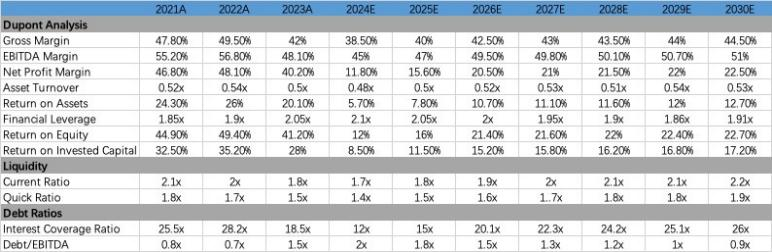 2021A 2022A 2023A 2024E 2025E 2026E 2027E 2028E 2029E 2030E
Dupont Analysis
Gross Margin 47.80% 49.50% 42% 38.50% 40% 42.50% 43% 43.50% 44% 44.50%
EBITDA Margin 55.20% 56.80% 48.10% 45% 47% 49.50% 49.80% 50.10% 50.70% 51%
Net Profit Margin 46.80% 48.10% 40.20% 11.80% 15.60% 20.50% 21% 21.50% 22% 22.50%
Asset Turnover 0.52x 0.54x 0.5x 0.48x 0.5x 0.52x 0.53x 0.51x 0.54x 0.53x
Return on Assets 24.30% 26% 20.10% 5.70% 7.80% 10.70% 11.10% 11.60% 12% 12.70%
Financial Leverage 1.85x 1.9x 2.05x 2.1x 2.05x 2x 1.95x 1.9x 1.86x 1.91x
Return on Equity 44.90% 49.40% 41.20% 12% 16% 21.40% 21.60% 22% 22.40% 22.70%
Return on Invested Capital 32.50% 35.20% 28% 8.50% 11.50% 15.20% 15.80% 16.20% 16.80% 17.20%
Liquidity
Current Ratio 2.1x 2x 1.8x 1.7x 1.8x 1.9x 2x 2.1x 2.1x 2.2x
Quick Ratio 1.8x 1.7x 1.5x 1.4x 1.5x 1.6x 1..7x 1.8x 1.8x 1.9x
Debt Ratios
Interest Coverage Ratio 25.5x 28.2x 18.5x 12x 15x 20.1x 22.3x 24.2x 25.1x 26x
Debt/EBITDA 0.8x 0.7x 1.5x 2x 1.8x 1.5x 1.3x 1.2x 1x 0.9x